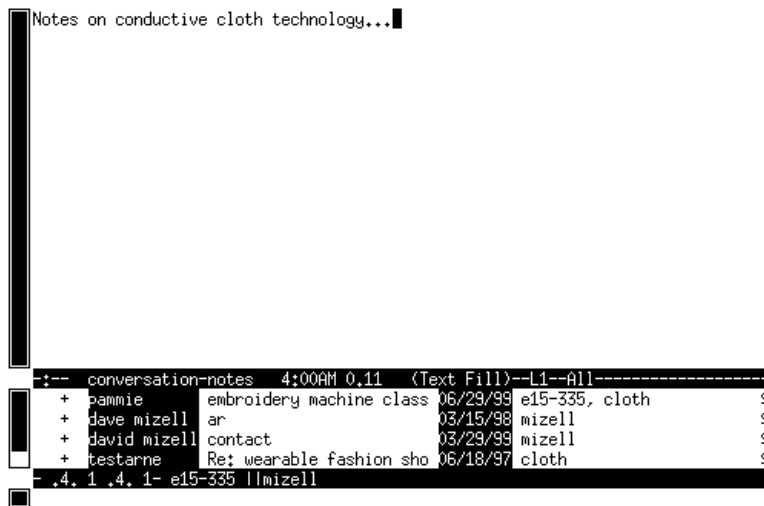 Notes on conductive cloth technology...
-:-- conversation-notes 4:00AM 0.11 (Text Fill)--L1--All--------------------
+ pammie embroidery machine class 06/29/99 e15-335, cloth
+ dave mizell ar 03/15/98 mizell
+ david mizell contact 03/29/99 mizell
+ testarne Re: wearable fashion sho 06/18/97 cloth
- .4. 1 .4. 1- e15-335 ||mizell